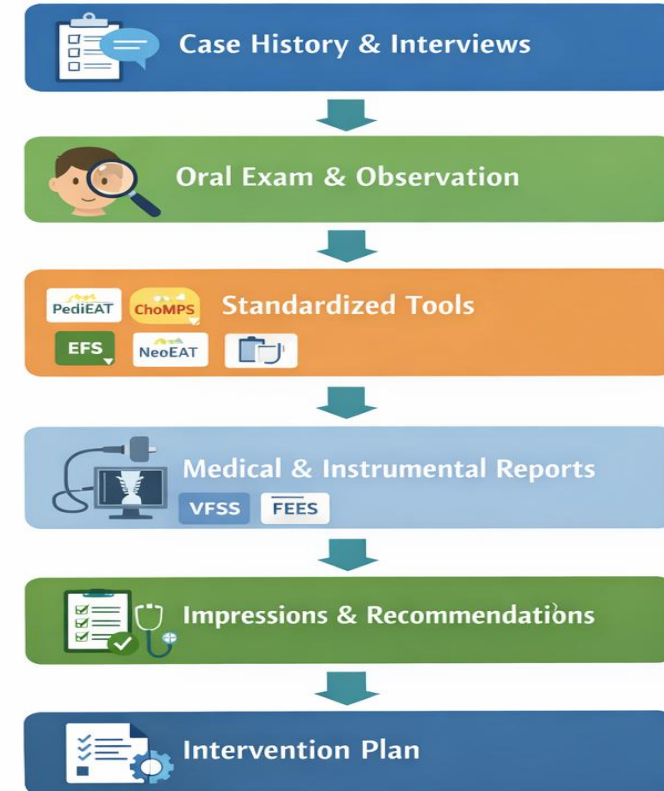 Case History & Interviews
Oral Exam & Observation
PediEAT ChoMPS Standardized Tools
EFS NeoEAT
Medical & Instrumental Reports
VFSS FEES
Impressions & Recommendations
Intervention Plan